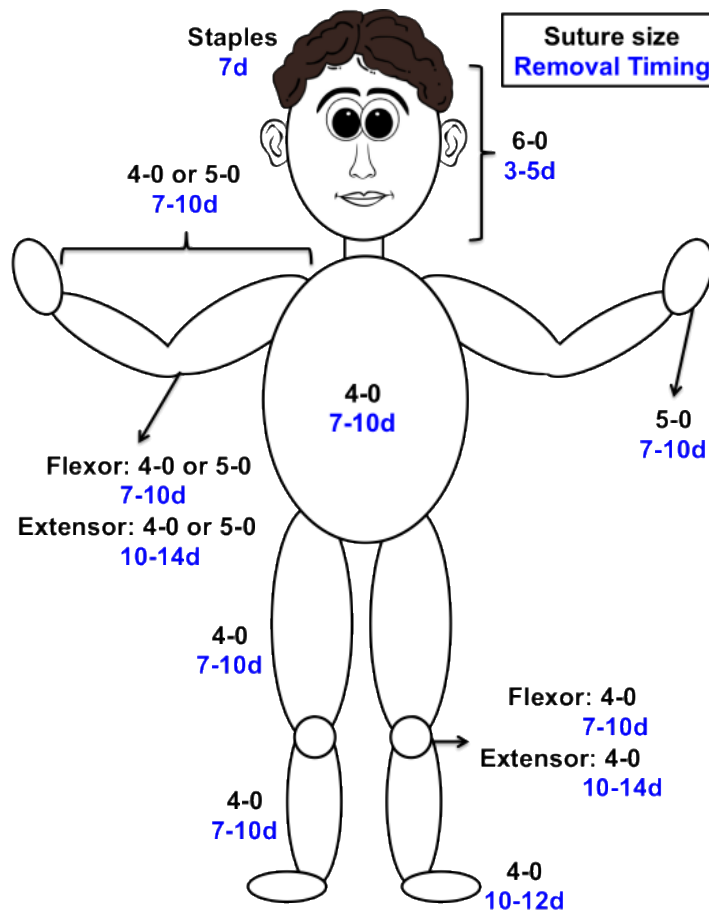 Staples
7d
Suture size
Removal Timing
6-0
3-5d
4-0 or 5-0
7-10d
4-0
7-10d
5-0
7-10d
Flexor: 4-0 or 5-0
7-10d
Extensor: 4-0 or 5-0
10-14d
4-0
7-10d
Flexor: 4-0
7-10d
Extensor: 4-0
10-14d
4-0
7-10d
4-0
10-12d